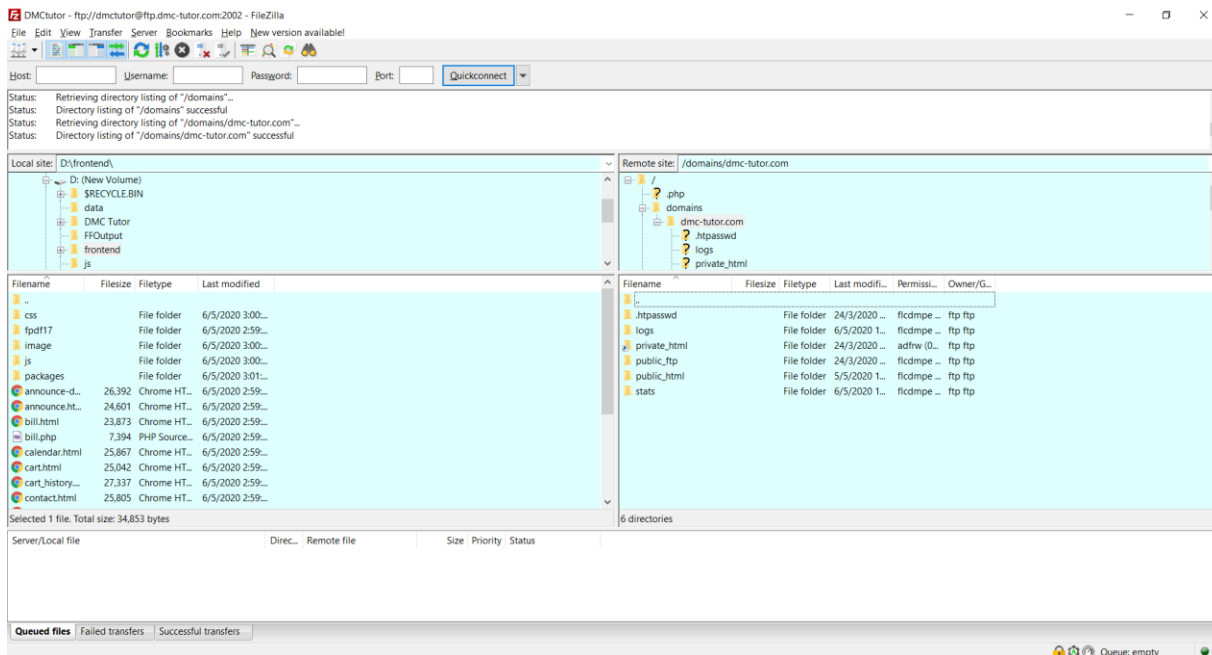 DMCtutor - ftp://dmctutor@ftp.dmc-tutor.com:2002 - FileZilla
File Edit View Transfer Server Bookmarks Help New version available!
Host: Username: Password: Port: Quickconnect
Status: Retrieving directory listing of "/domains"...
Status: Directory listing of "/domains" successful
Status: Retrieving directory listing of "/domains/dmc-tutor.com"...
Status: Directory listing of "/domains/dmc-tutor.com" successful
Local site: D:\frontend\
D: (New Volume)
$RECYCLE.BIN
data
DMC Tutor
FFOutput
frontend
js
Filename Filesize Filetype Last modified
..
css File folder 6/5/2020 3:00:...
fpdf17 File folder 6/5/2020 2:59:...
image File folder 6/5/2020 3:00:...
js File folder 6/5/2020 3:00:...
packages File folder 6/5/2020 3:01:...
announce-d... 26,392 Chrome HT... 6/5/2020 2:59:...
announce.ht... 24,601 Chrome HT... 6/5/2020 2:59:...
bill.html 23,873 Chrome HT... 6/5/2020 2:59:...
bill.php 7,394 PHP Source... 6/5/2020 2:59:...
calendar.html 25,867 Chrome HT... 6/5/2020 2:59:...
cart.html 25,042 Chrome HT... 6/5/2020 2:59:...
cart_history.... 27,337 Chrome HT... 6/5/2020 2:59:...
contact.html 25,805 Chrome HT... 6/5/2020 2:59:...
Selected 1 file. Total size: 34,853 bytes
Remote site: /domains/dmc-tutor.com
/
.php
domains
dmc-tutor.com
.htpasswd
logs
private_html
Filename Filesize Filetype Last modifi... Permissi... Owner/G...
..
.htpasswd File folder 24/3/2020 ... flcdmpe ... ftp ftp
logs File folder 6/5/2020 1... flcdmpe ... ftp ftp
private_html File folder 24/3/2020 ... adfrw (0... ftp ftp
public_ftp File folder 24/3/2020 ... flcdmpe ... ftp ftp
public_html File folder 5/5/2020 1... flcdmpe ... ftp ftp
stats File folder 6/5/2020 1... flcdmpe ... ftp ftp
6 directories
Server/Local file Direc... Remote file Size Priority Status
Queued files Failed transfers Successful transfers
Queue: empty